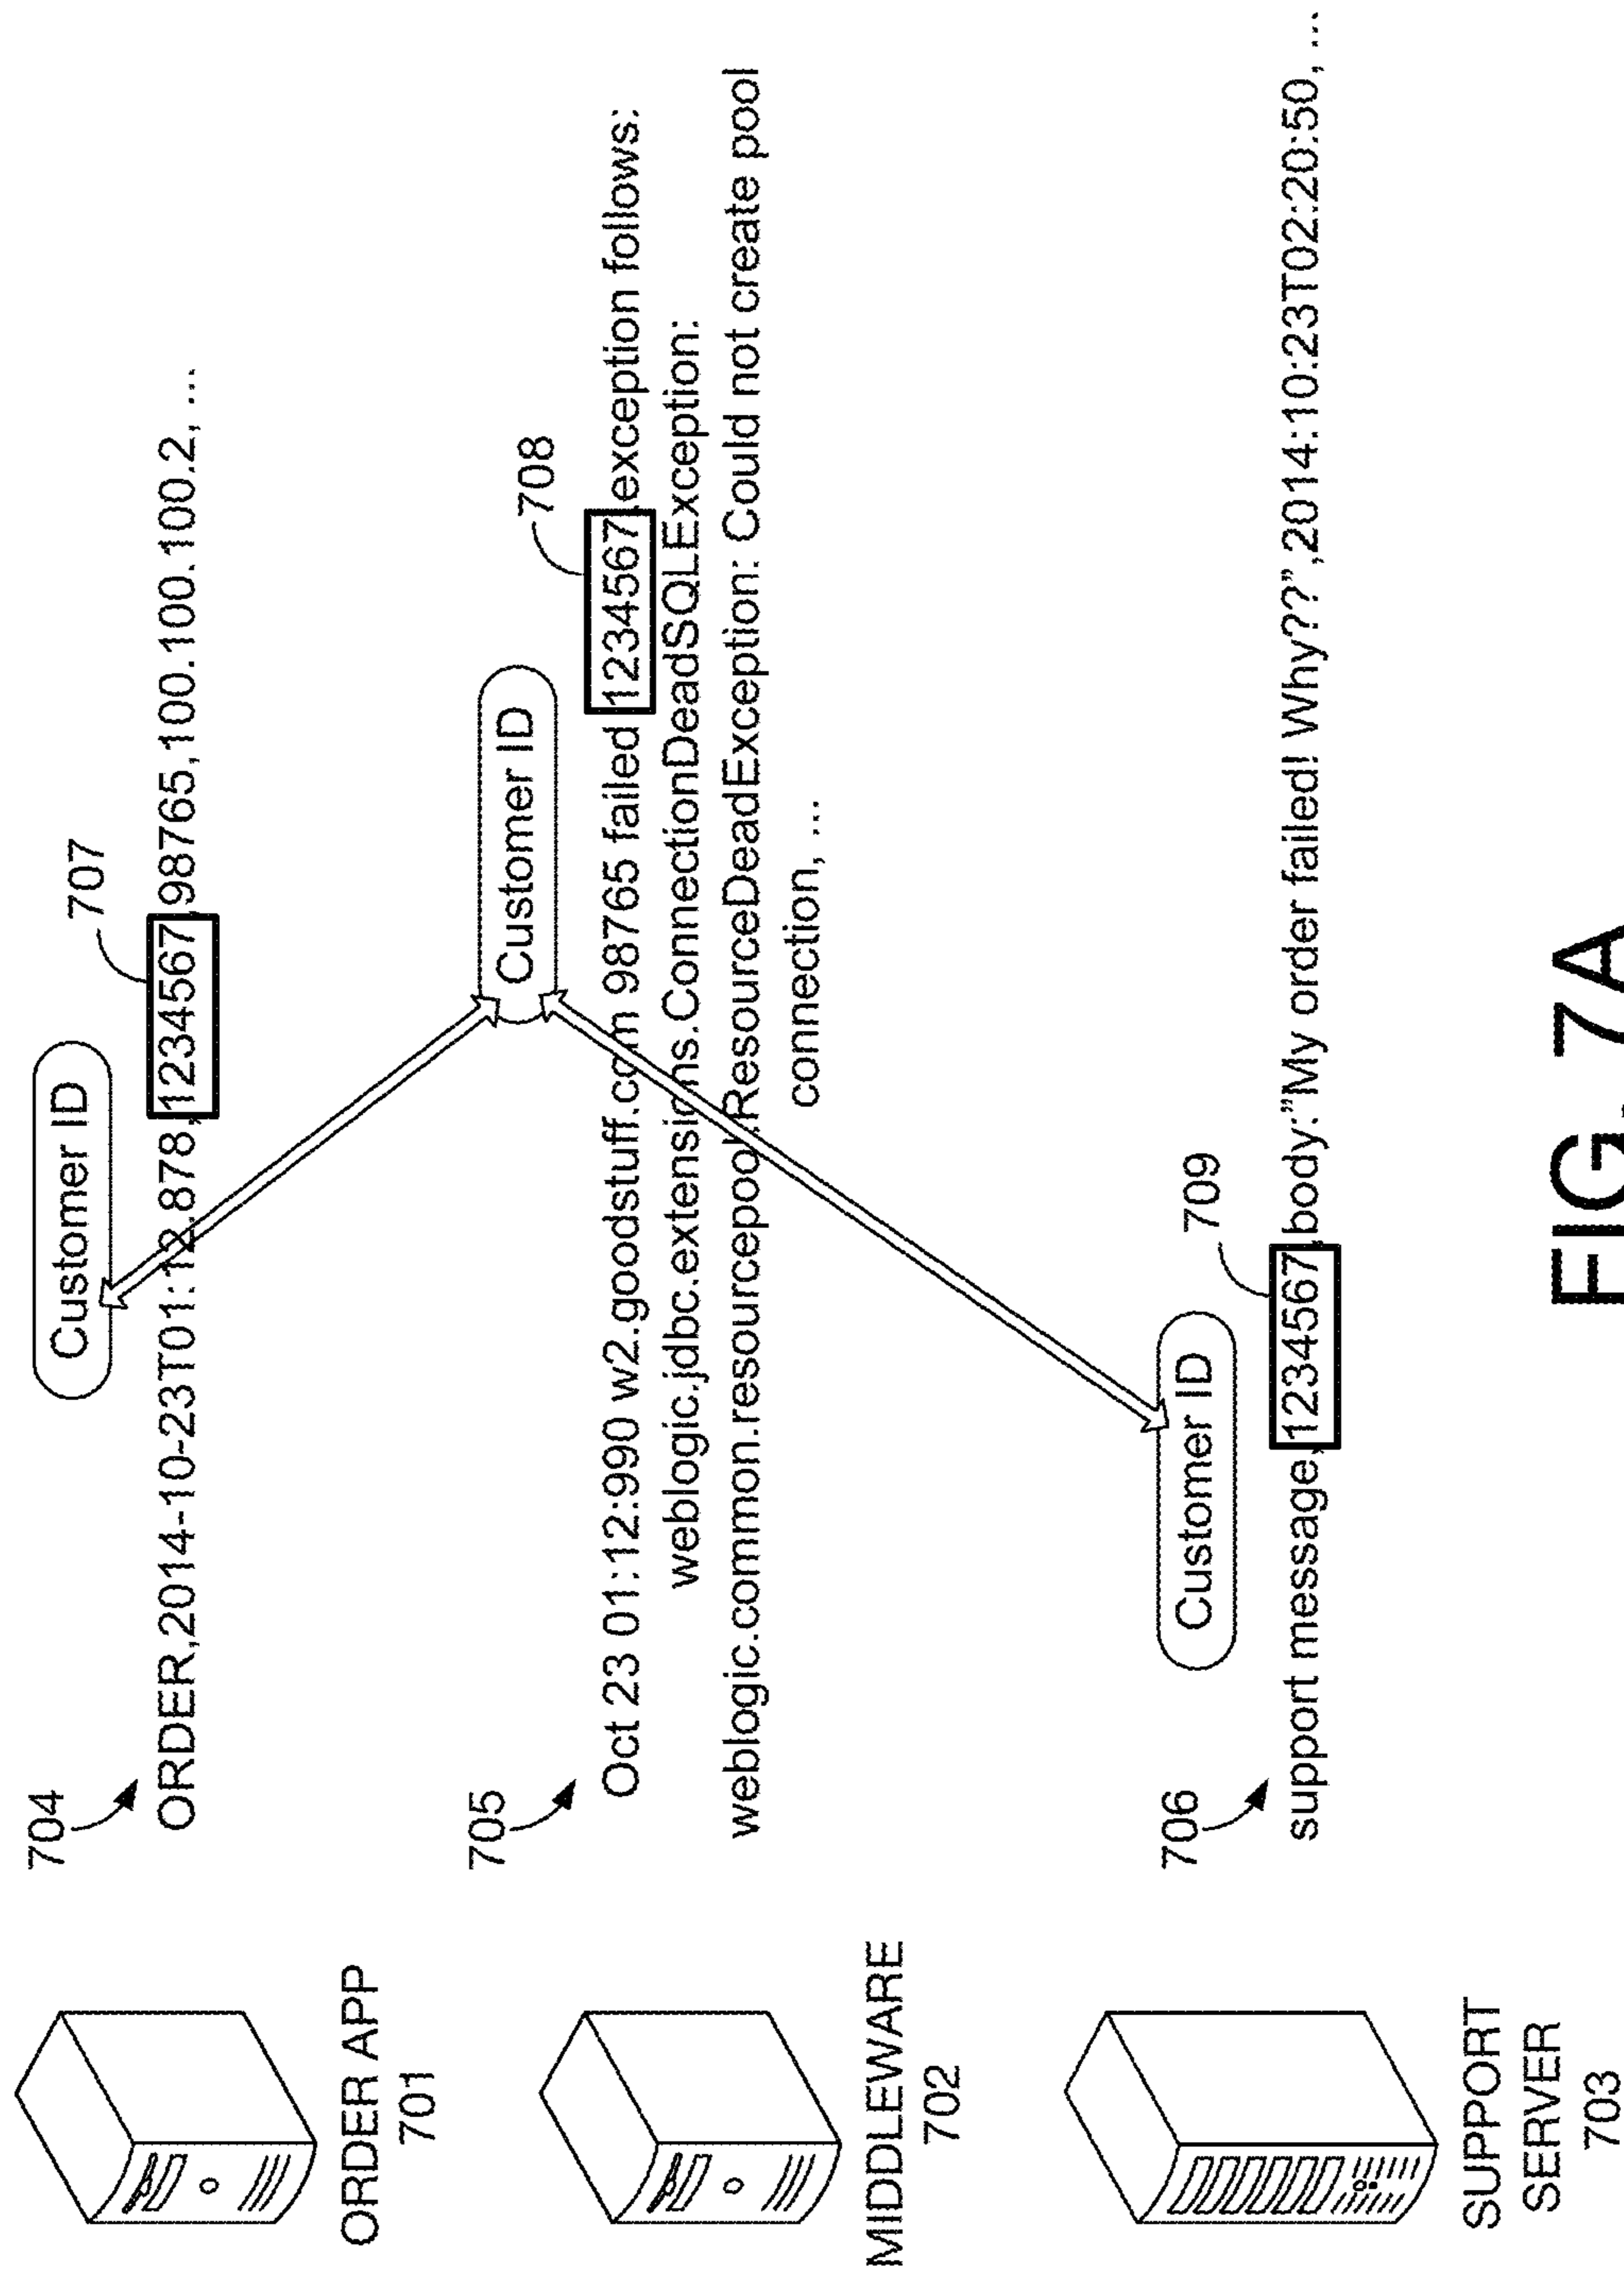 704
Customer ID
707
ORDER,2014-10-23T01:12.878,1234567,98765,100.100.100.2, ...
ORDER APP
701
705
Customer ID
708
Oct 23 01:12:990 w2.goodstuff.com 98765 failed 1234567,exception follows:
weblogic.jdbc.extensions.ConnectionDeadSQLException:
weblogic.common.resourcepool.ResourceDeadException: Could not create pool
connection, ...
MIDDLEWARE
702
706
Customer ID
709
support message,1234567,body:"My order failed! Why??",2014:10:23T02:20:50, ...
SUPPORT
SERVER
703
FIG. 7A